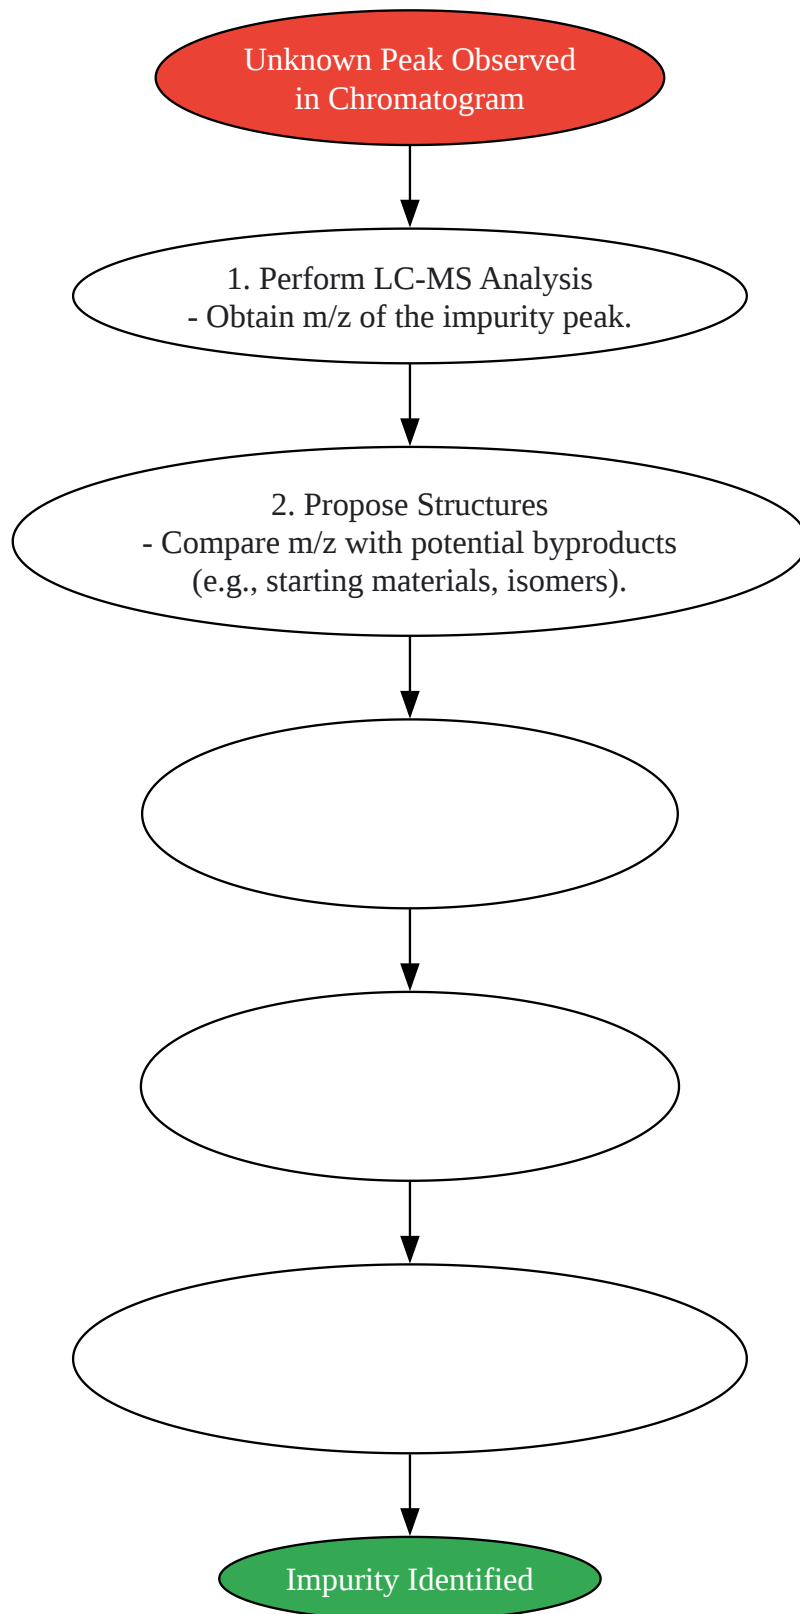 Unknown Peak Observed
in Chromatogram
1. Perform LC-MS Analysis
- Obtain m/z of the impurity peak.
2. Propose Structures
- Compare m/z with potential byproducts
(e.g., starting materials, isomers).
Impurity Identified